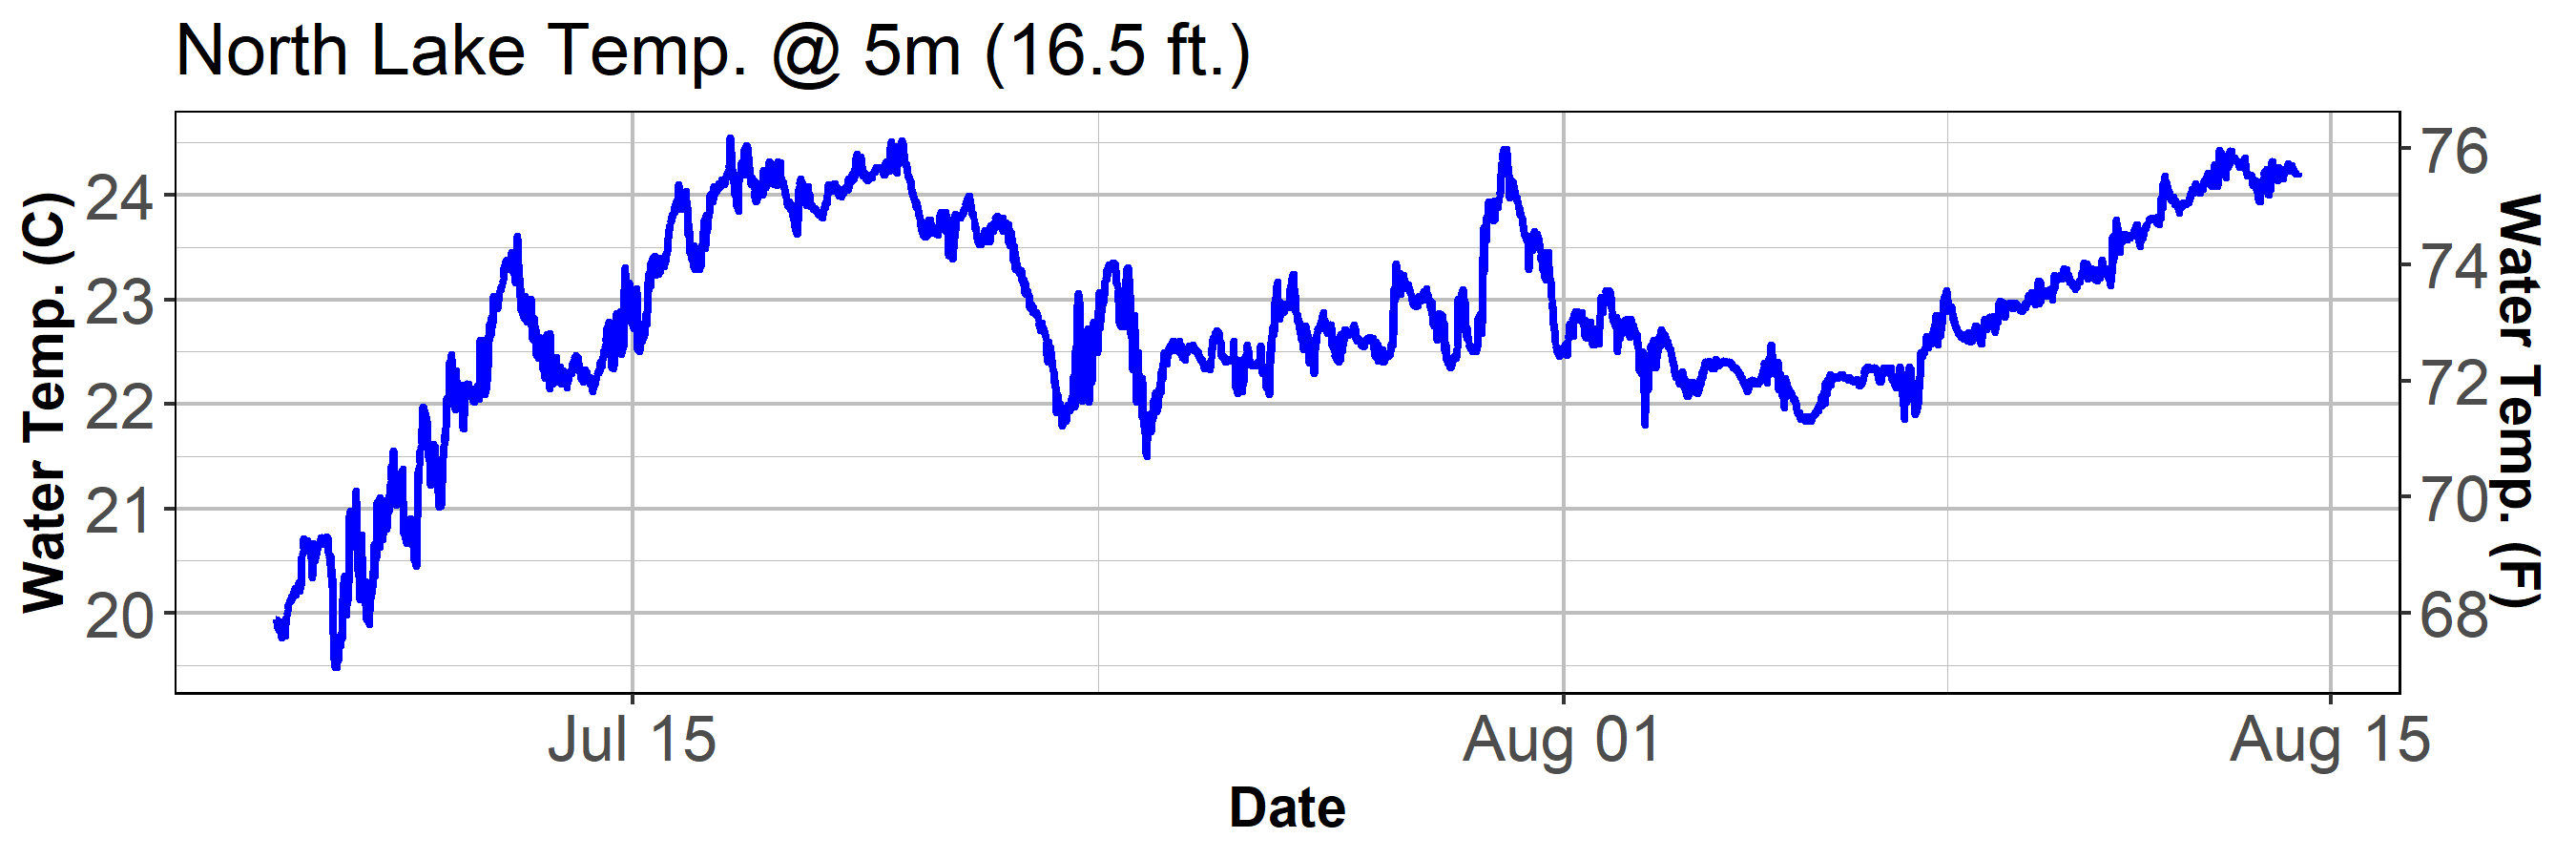 North Lake Temp. @ 5m (16.5 ft.)
Water Temp. (C)
24
23
22
21
20
76
74
72
70
68
Water Temp. (F)
Jul 15
Aug 01
Aug 15
Date